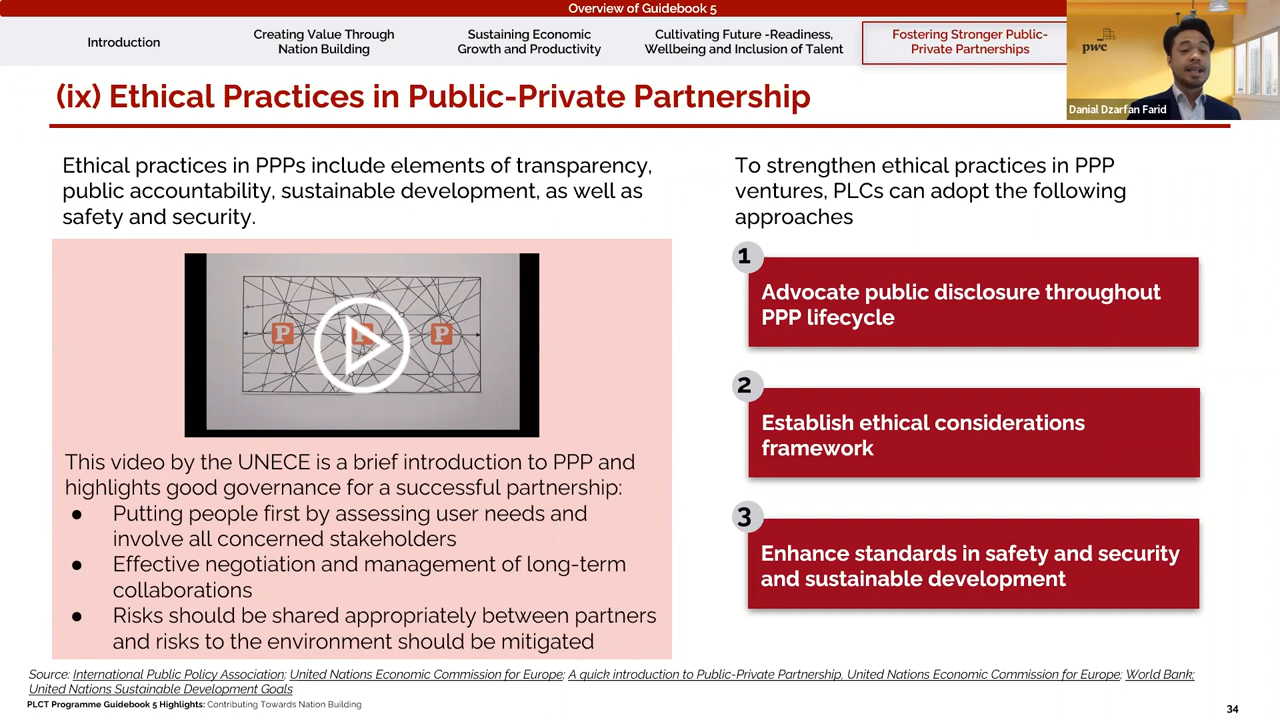 Overview of Guidebook 5
Introduction
Creating Value Through
Nation Building
Sustaining Economic
Growth and Productivity
Cultivating Future -Readiness,
Wellbeing and Inclusion of Talent
Fostering Stronger Public-
Private Partnerships
pwc
Danial Dzarfan Farid
(ix) Ethical Practices in Public-Private Partnership
Ethical practices in PPPs include elements of transparency,
public accountability, sustainable development, as well as
safety and security.
P P P
This video by the UNECE is a brief introduction to PPP and
highlights good governance for a successful partnership:
● Putting people first by assessing user needs and
involve all concerned stakeholders
● Effective negotiation and management of long-term
collaborations
● Risks should be shared appropriately between partners
and risks to the environment should be mitigated
To strengthen ethical practices in PPP
ventures, PLCs can adopt the following
approaches
1
Advocate public disclosure throughout
PPP lifecycle
2
Establish ethical considerations
framework
3
Enhance standards in safety and security
and sustainable development
Source: International Public Policy Association; United Nations Economic Commission for Europe; A quick introduction to Public-Private Partnership, United Nations Economic Commission for Europe; World Bank;
United Nations Sustainable Development Goals
PLCT Programme Guidebook 5 Highlights: Contributing Towards Nation Building
34